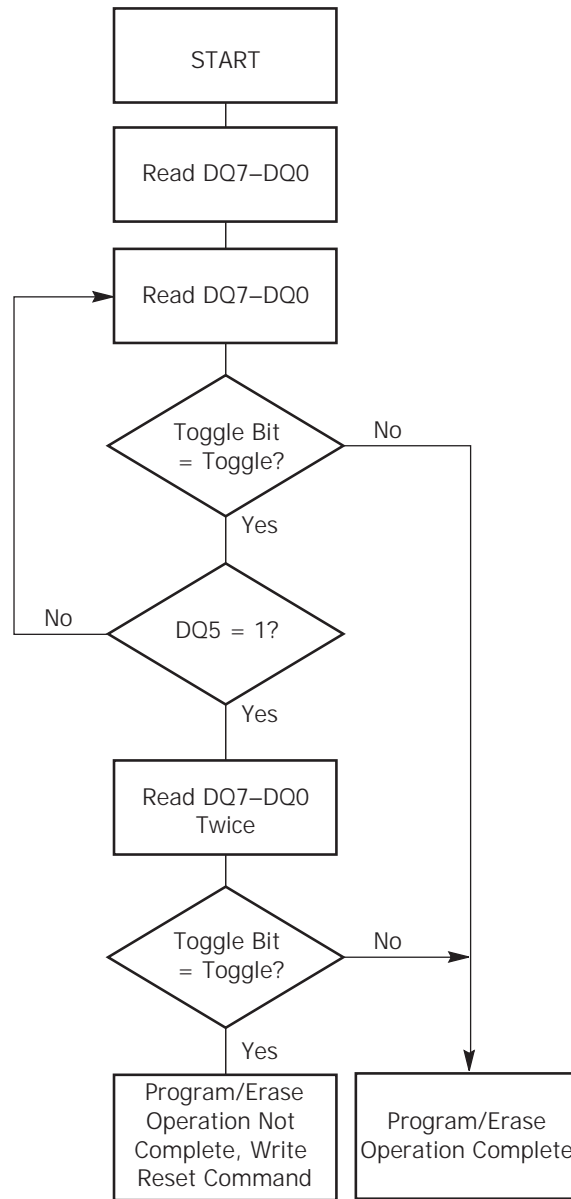 START
Read DQ7–DQ0
Read DQ7–DQ0
Toggle Bit
= Toggle?
No
Yes
No
DQ5 = 1?
Yes
Read DQ7–DQ0
Twice
Toggle Bit
= Toggle?
No
Yes
Program/Erase
Operation Not
Complete, Write
Reset Command
Program/Erase
Operation Complete